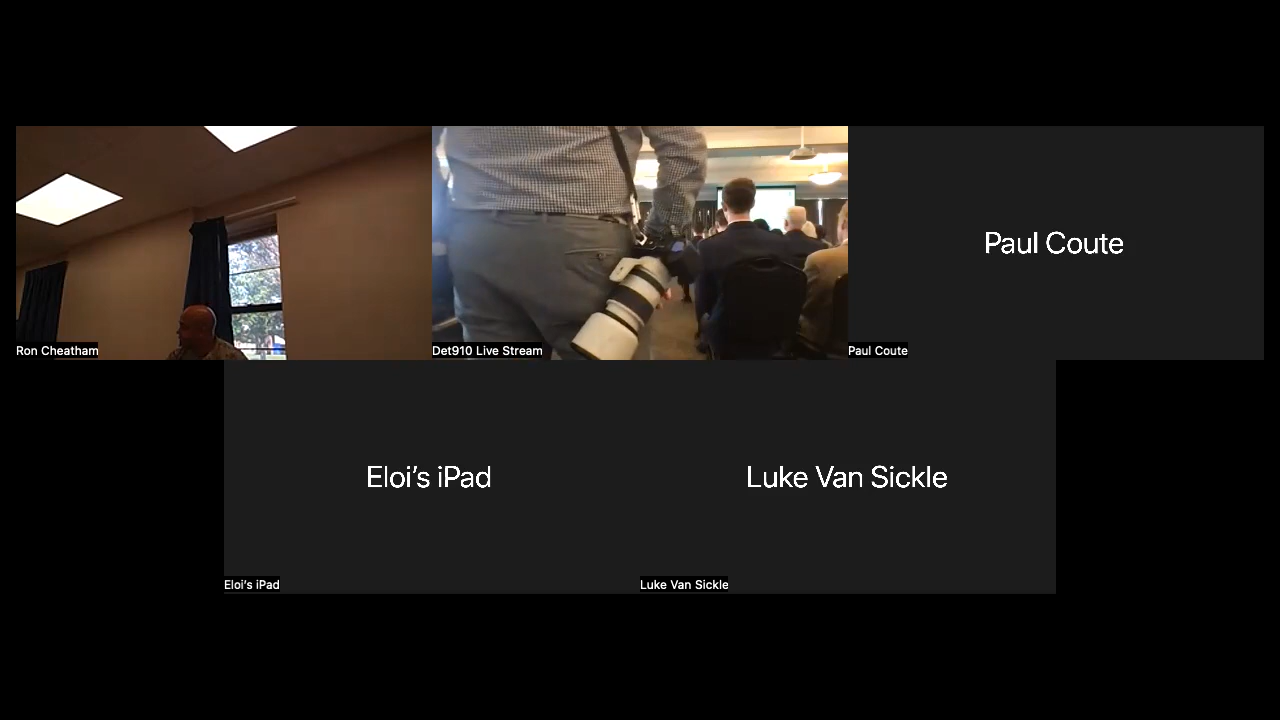 Ron Cheatham
Det910 Live Stream
Paul Coute
Paul Coute
Eloi’s iPad
Luke Van Sickle
Eloi’s iPad
Luke Van Sickle